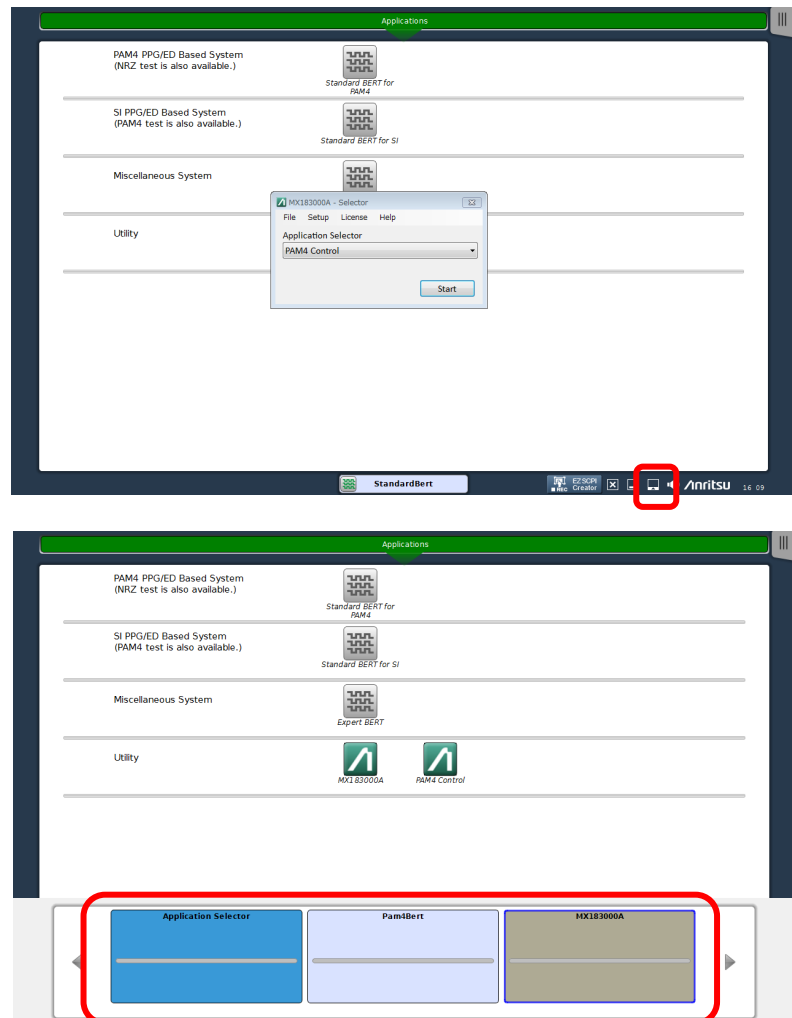 Applications
PAM4 PPG/ED Based System
(NRZ test is also available.)
Standard BERT for
PAM4
SI PPG/ED Based System
(PAM4 test is also available.)
Standard BERT for SI
Miscellaneous System
MX183000A - Selector
File Setup License Help
Utility
Application Selector
PAM4 Control
Start
StandardBert
REC
EZ SCPI
Creator
Anritsu
16 09
Applications
PAM4 PPG/ED Based System
(NRZ test is also available.)
Standard BERT for
PAM4
SI PPG/ED Based System
(PAM4 test is also available.)
Standard BERT for SI
Miscellaneous System
Expert BERT
Utility
MX183000A
PAM4 Control
Application Selector
Pam4Bert
MX183000A